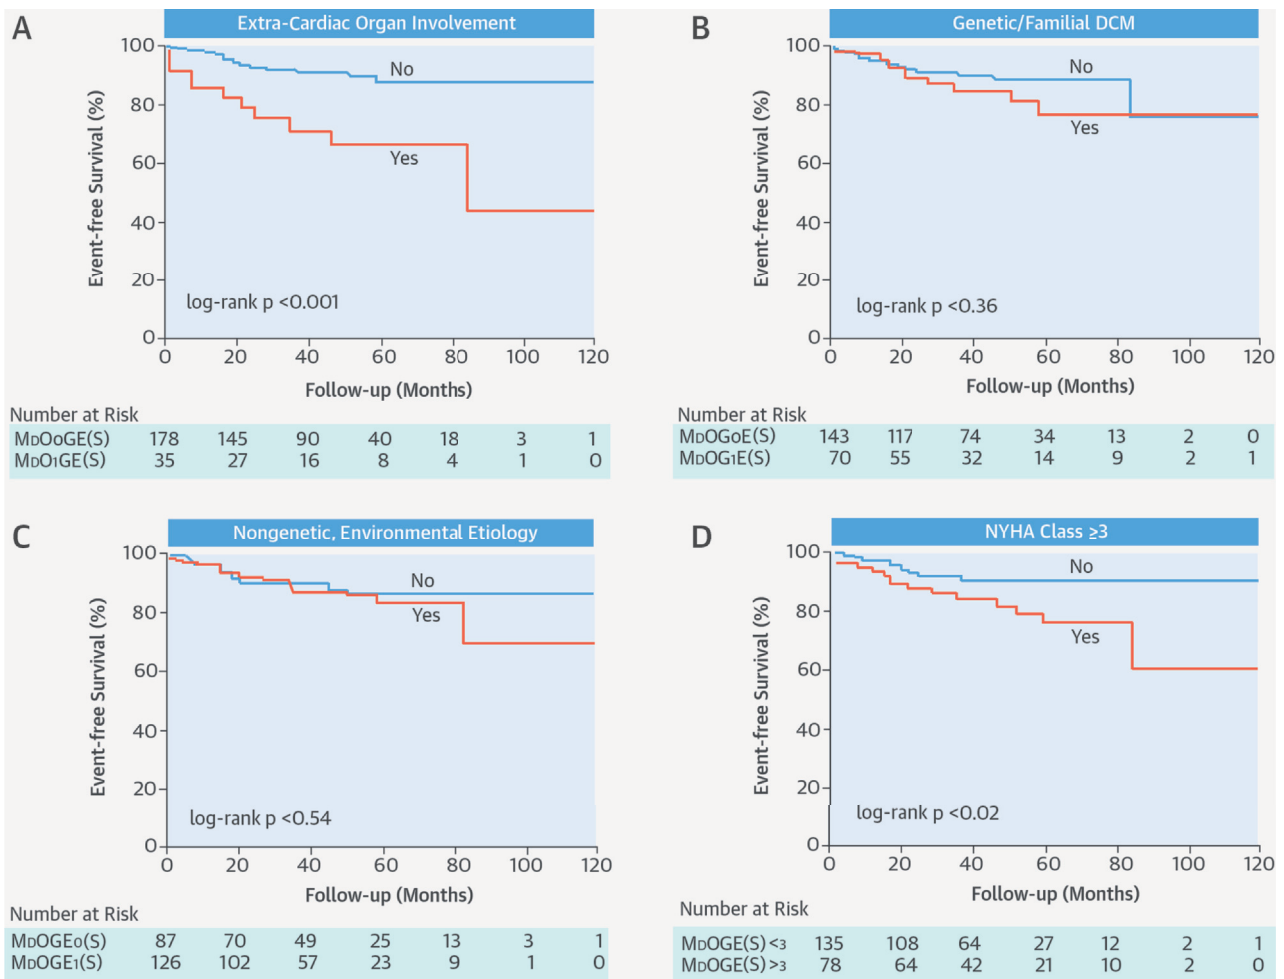 A
Extra-Cardiac Organ Involvement
Event-free Survival (%)
100
80
60
40
20
0
No
Yes
log-rank p <0.001
0 20 40 60 80 100 120
Follow-up (Months)
Number at Risk
MDO0GE(S) 178 145 90 40 18 3 1
MDO1GE(S) 35 27 16 8 4 1 0
B
Genetic/Familial DCM
Event-free Survival (%)
100
80
60
40
20
0
No
Yes
log-rank p <0.36
0 20 40 60 80 100 120
Follow-up (Months)
Number at Risk
MDOG0E(S) 143 117 74 34 13 2 0
MDOG1E(S) 70 55 32 14 9 2 1
C
Nongenetic, Environmental Etiology
Event-free Survival (%)
100
80
60
40
20
0
No
Yes
log-rank p <0.54
0 20 40 60 80 100 120
Follow-up (Months)
Number at Risk
MDOGE0(S) 87 70 49 25 13 3 1
MDOGE1(S) 126 102 57 23 9 1 0
D
NYHA Class ≥3
Event-free Survival (%)
100
80
60
40
20
0
No
Yes
log-rank p <0.02
0 20 40 60 80 100 120
Follow-up (Months)
Number at Risk
MDOGE(S)<3 135 108 64 27 12 2 1
MDOGE(S)>3 78 64 42 21 10 2 0